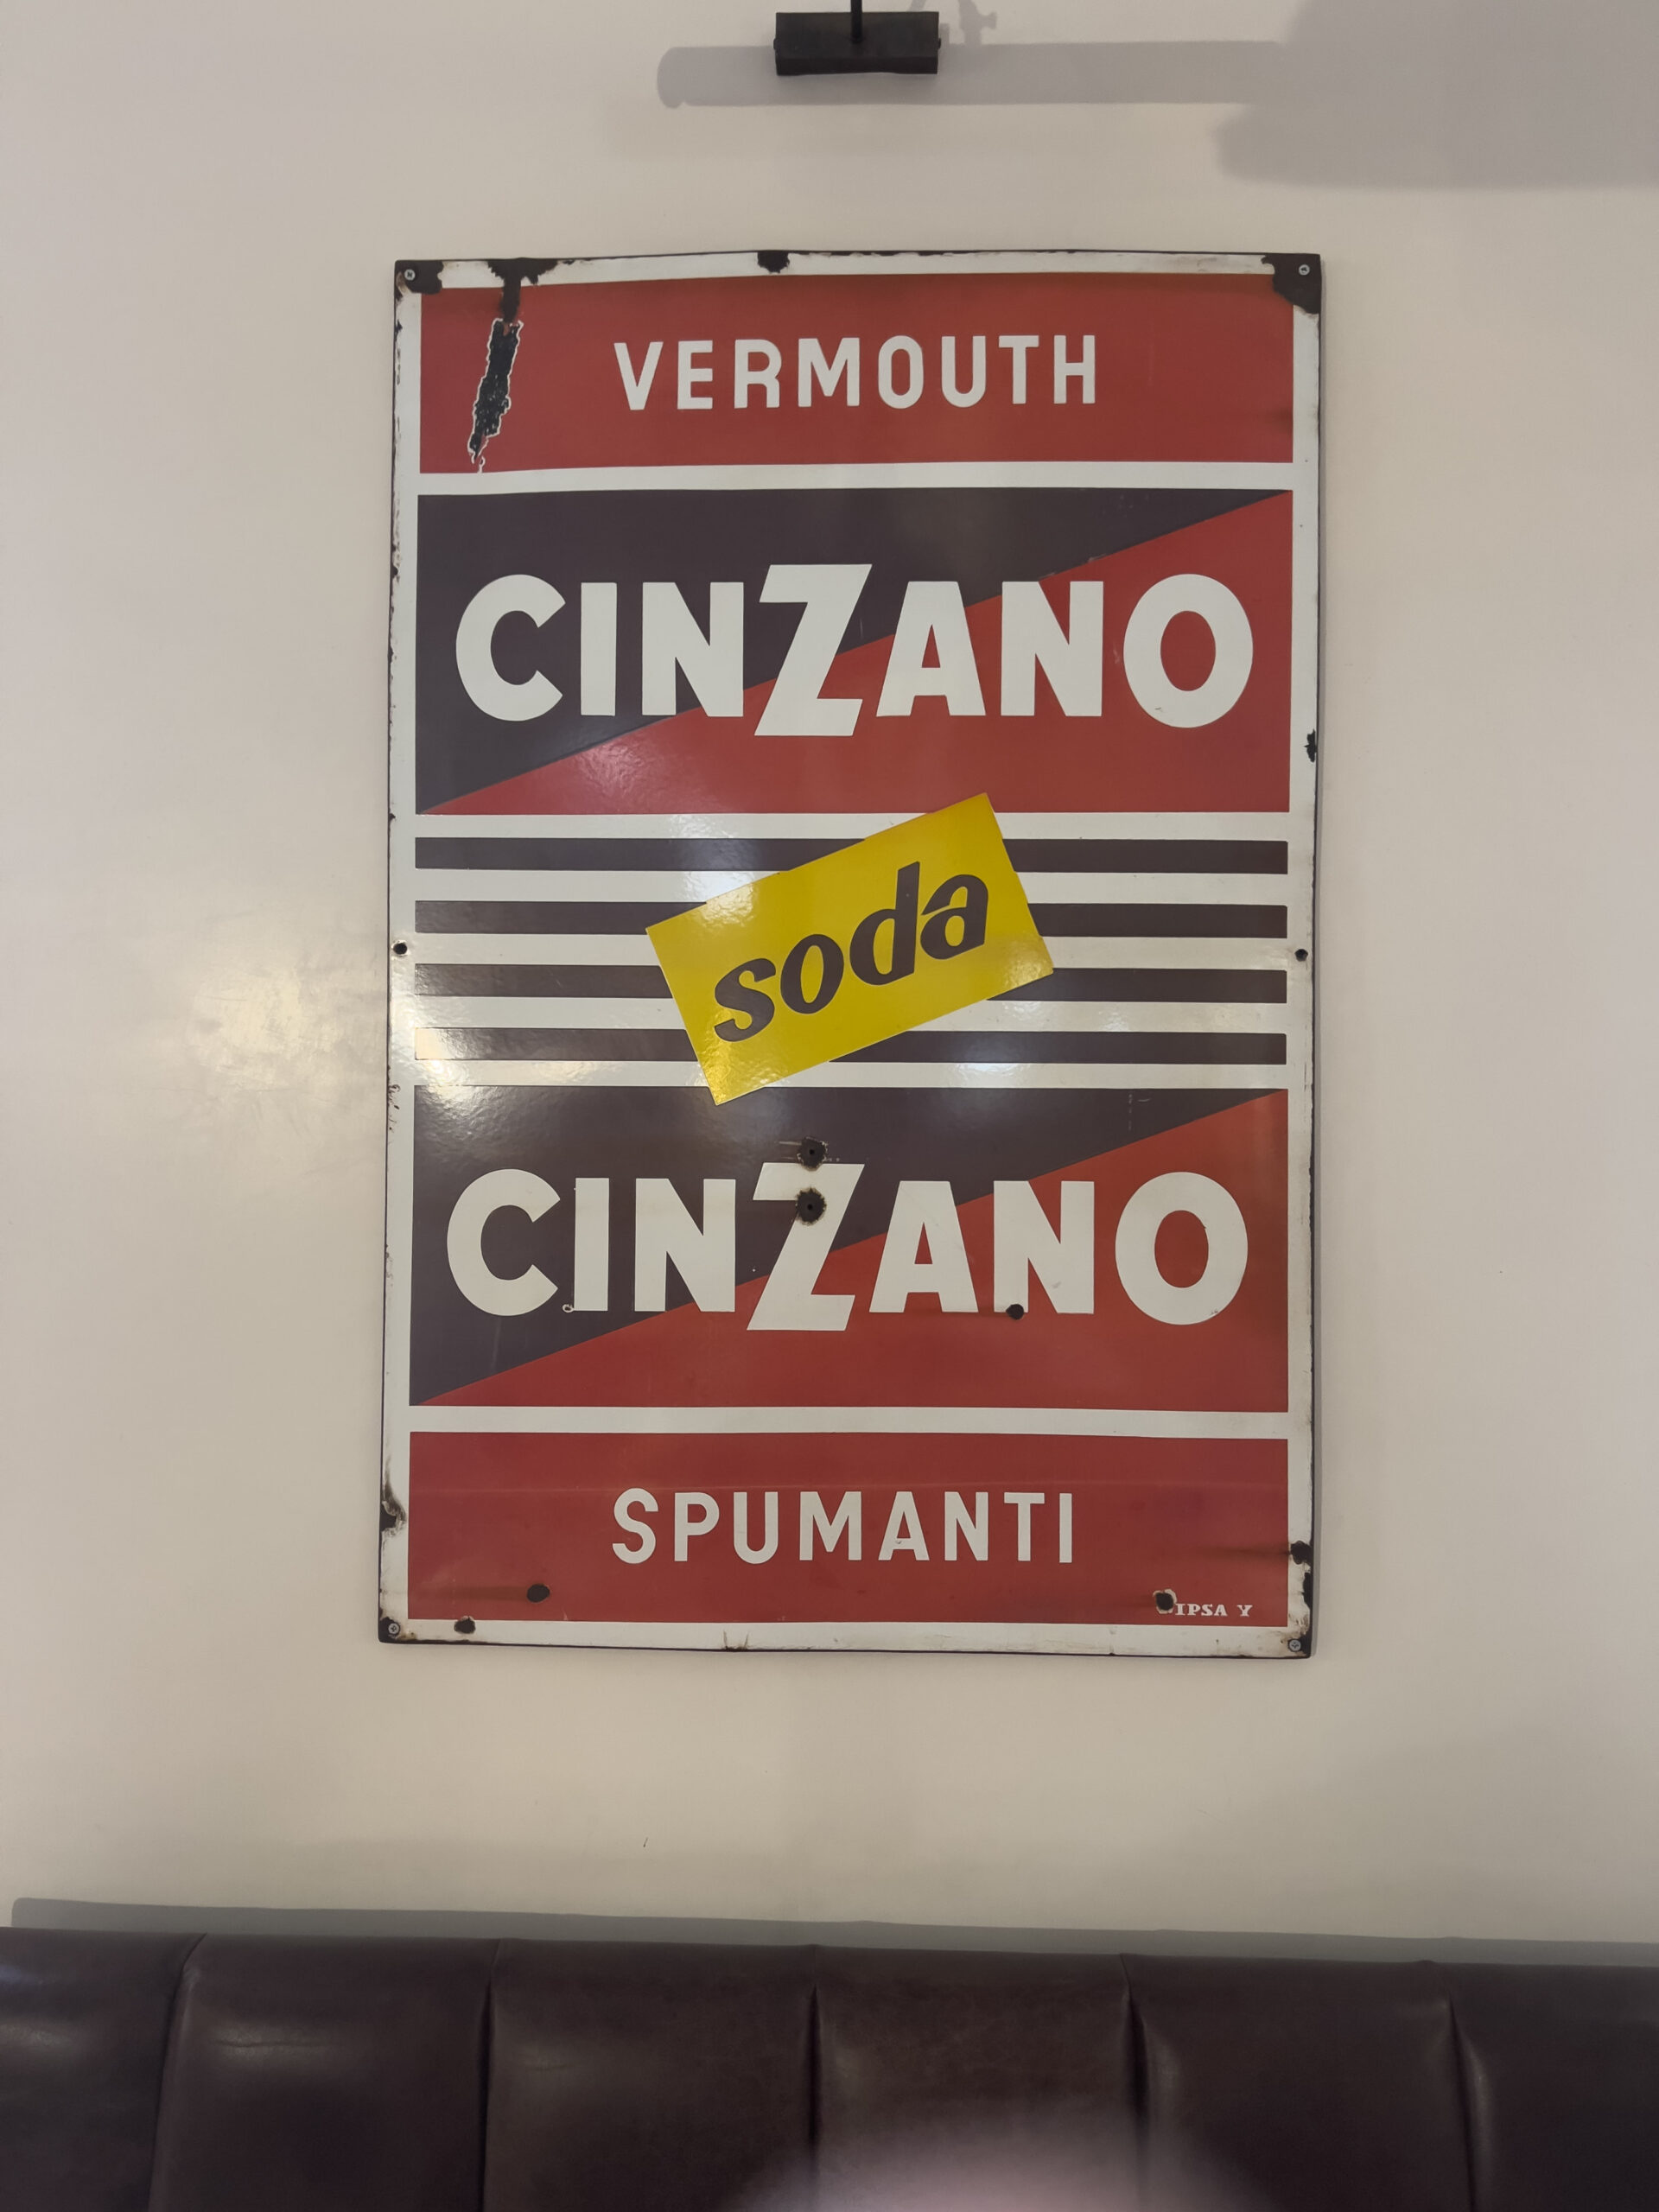 VERMOUTH
CINZANO
soda
CINZANO
SPUMANTI
IPSA Y